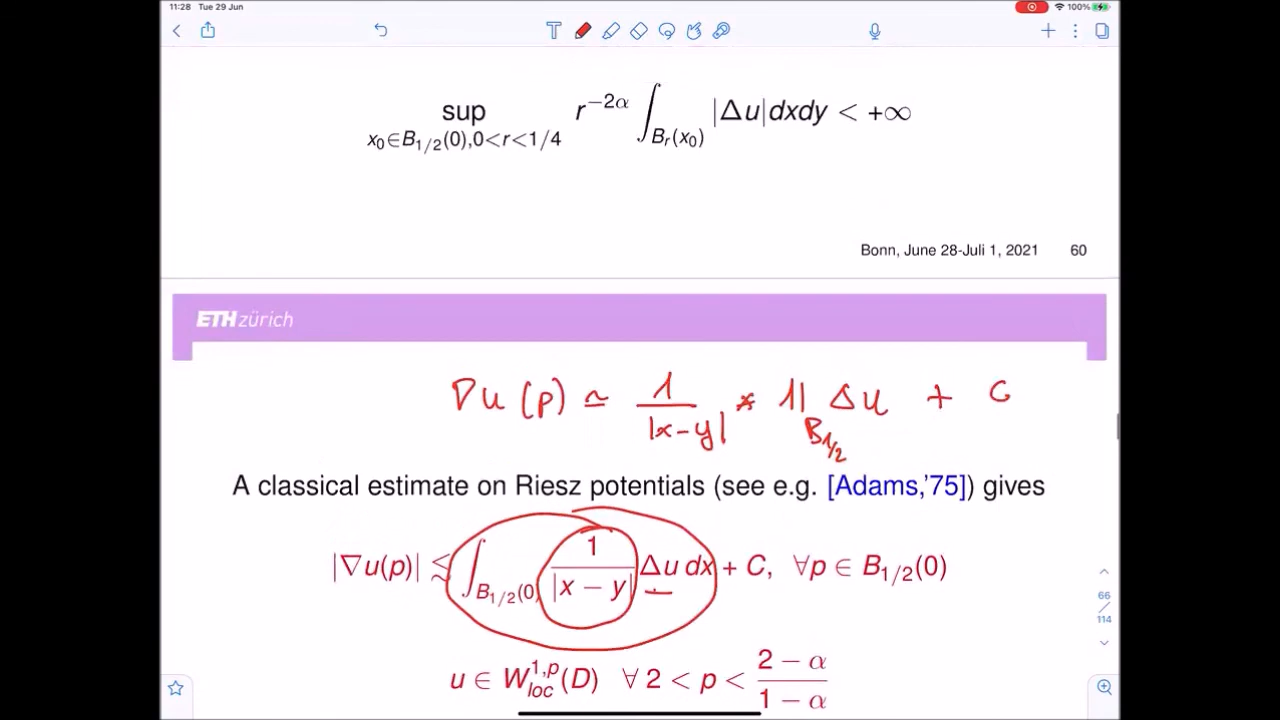 11:28 Tue 29 Jun 100%
sup r^{−2α} ∫_{B_r(x_0)} |Δu|dxdy < +∞
x_0∈B_{1/2}(0),0<r<1/4
Bonn, June 28-Juli 1, 2021 60
ETH zürich
∇u (p) ≃ 1/|x−y| * 1l_{B_{1/2}} Δu + C
A classical estimate on Riesz potentials (see e.g. [Adams,'75]) gives
|∇u(p)| ≲ ∫_{B_{1/2}(0)} 1/|x − y| Δu dx + C, ∀p ∈ B_{1/2}(0)
66
/
114
u ∈ W^{1,p}_{loc}(D) ∀ 2 < p < (2 − α)/(1 − α)